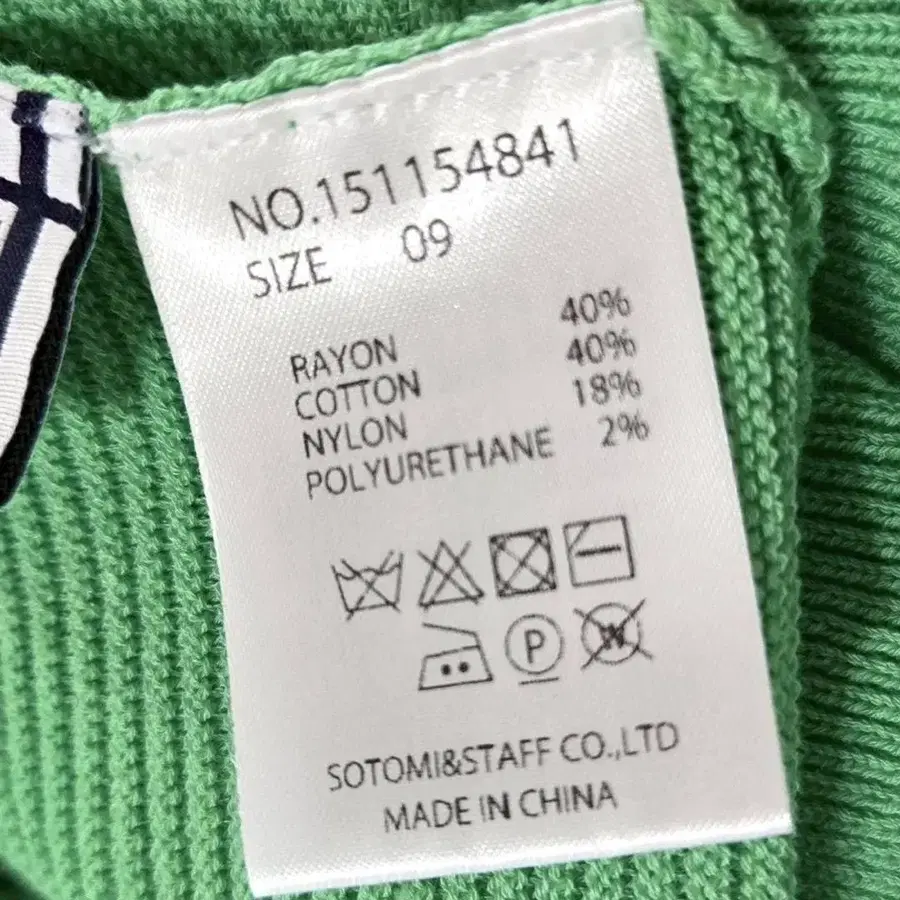 NO.151154841
SIZE 09
RAYON 40%
COTTON 40%
NYLON 18%
POLYURETHANE 2%
P W
SOTOMI&STAFF CO.,LTD
MADE IN CHINA